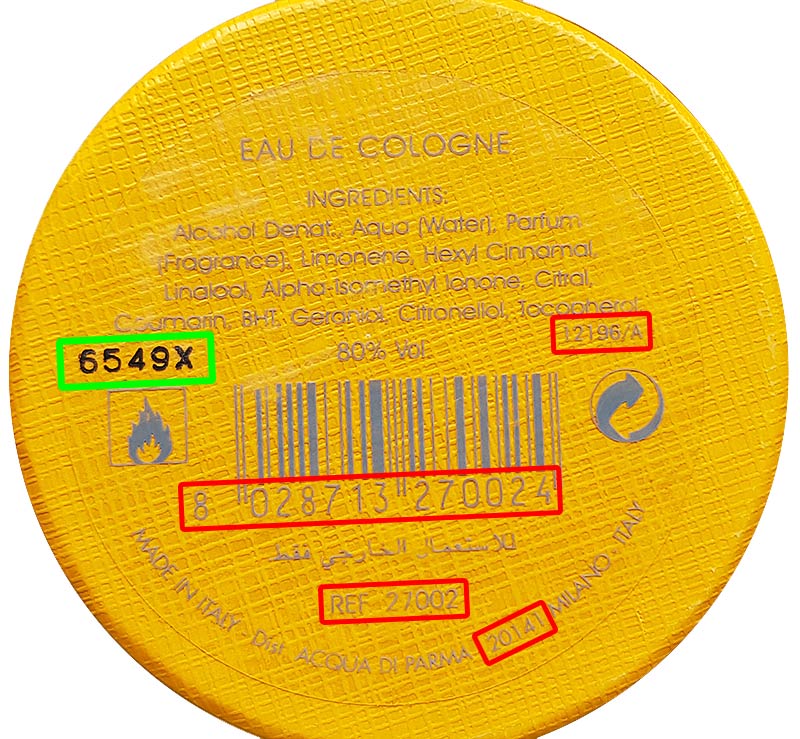 EAU DE COLOGNE
INGREDIENTS:
Alcohol Denat., Aqua (Water), Parfum
(Fragrance), Limonene, Hexyl Cinnamal,
Linalool, Alpha-Isomethyl Ionone, Citral,
Coumarin, BHT, Geraniol, Citronellol, Tocopherol.
12196/A
6549X
80% Vol.
8 028713 270024
للاستعمال الخارجي فقط
REF 27002
MADE IN ITALY - Dist. ACQUA DI PARMA - 20141 MILANO - ITALY